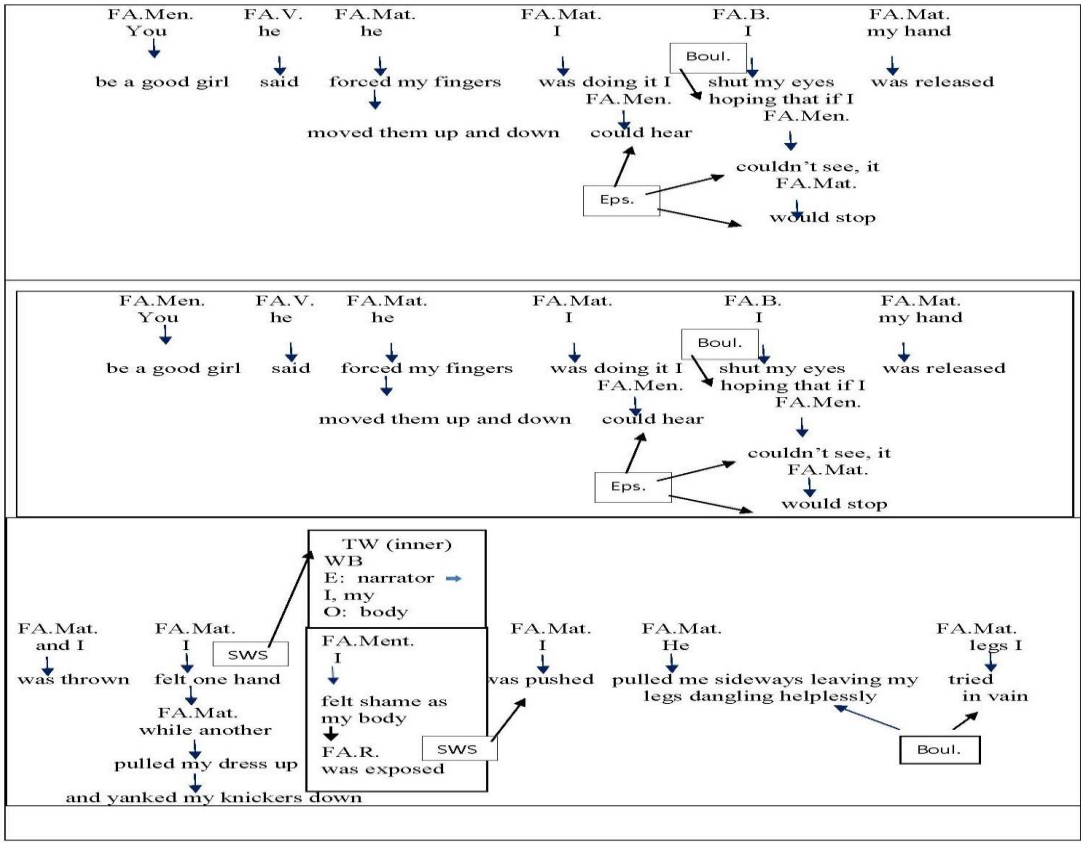 FA.Men. FA.V. FA.Mat. FA.Mat. FA.B. FA.Mat.
You he he I I my hand
Boul.
be a good girl said forced my fingers was doing it I shut my eyes was released
FA.Men. hoping that if I
FA.Men.
moved them up and down could hear
couldn't see, it
FA.Mat.
Eps.
would stop
FA.Men. FA.V. FA.Mat. FA.Mat. FA.B. FA.Mat.
You he he I I my hand
Boul.
be a good girl said forced my fingers was doing it I shut my eyes was released
FA.Men. hoping that if I
FA.Men.
moved them up and down could hear
couldn't see, it
FA.Mat.
Eps.
would stop
TW (inner)
WB
E: narrator
I, my
O: body
FA.Mat. FA.Mat. FA.Ment. FA.Mat. FA.Mat. FA.Mat.
and I I SWS I I He legs I
was thrown felt one hand was pushed pulled me sideways leaving my tried
felt shame as legs dangling helplessly in vain
FA.Mat. my body
while another
SWS Boul.
FA.R.
pulled my dress up was exposed
and yanked my knickers down